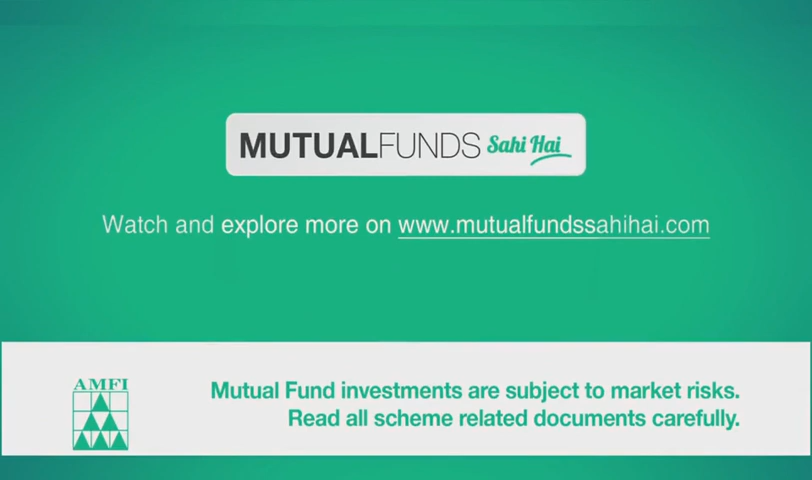 MUTUALFUNDS Sahi Hai
Watch and explore more on www.mutualfundssahihai.com
AMFI
Mutual Fund investments are subject to market risks.
Read all scheme related documents carefully.